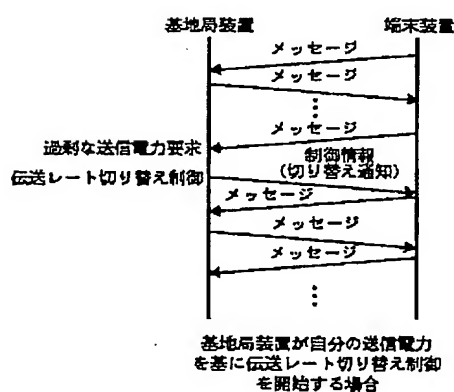 基地局装置
端末装置
メッセージ
メッセージ
メッセージ
過剰な送信電力要求
制御情報
(切り替え通知)
伝送レート切り替え制御
メッセージ
メッセージ
メッセージ
基地局装置が自分の送信電力
を基に伝送レート切り替え制御
を開始する場合